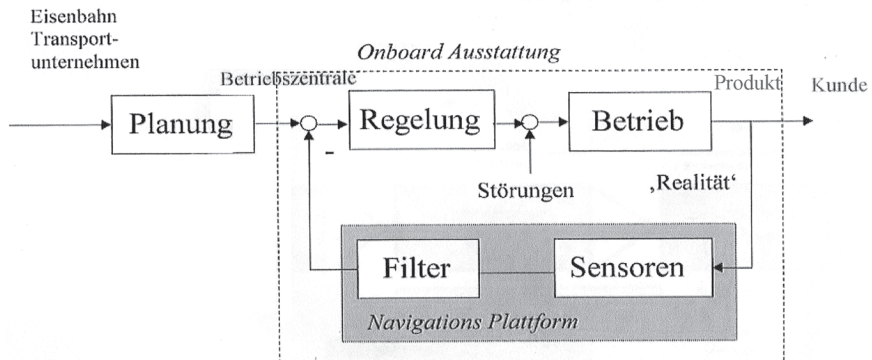 Eisenbahn
Transport-
unternehmen
Onboard Ausstattung
Betriebszentrale
Produkt
Kunde
Planung
Regelung
Betrieb
-
Störungen
‚Realität‘
Filter
Sensoren
Navigations Plattform